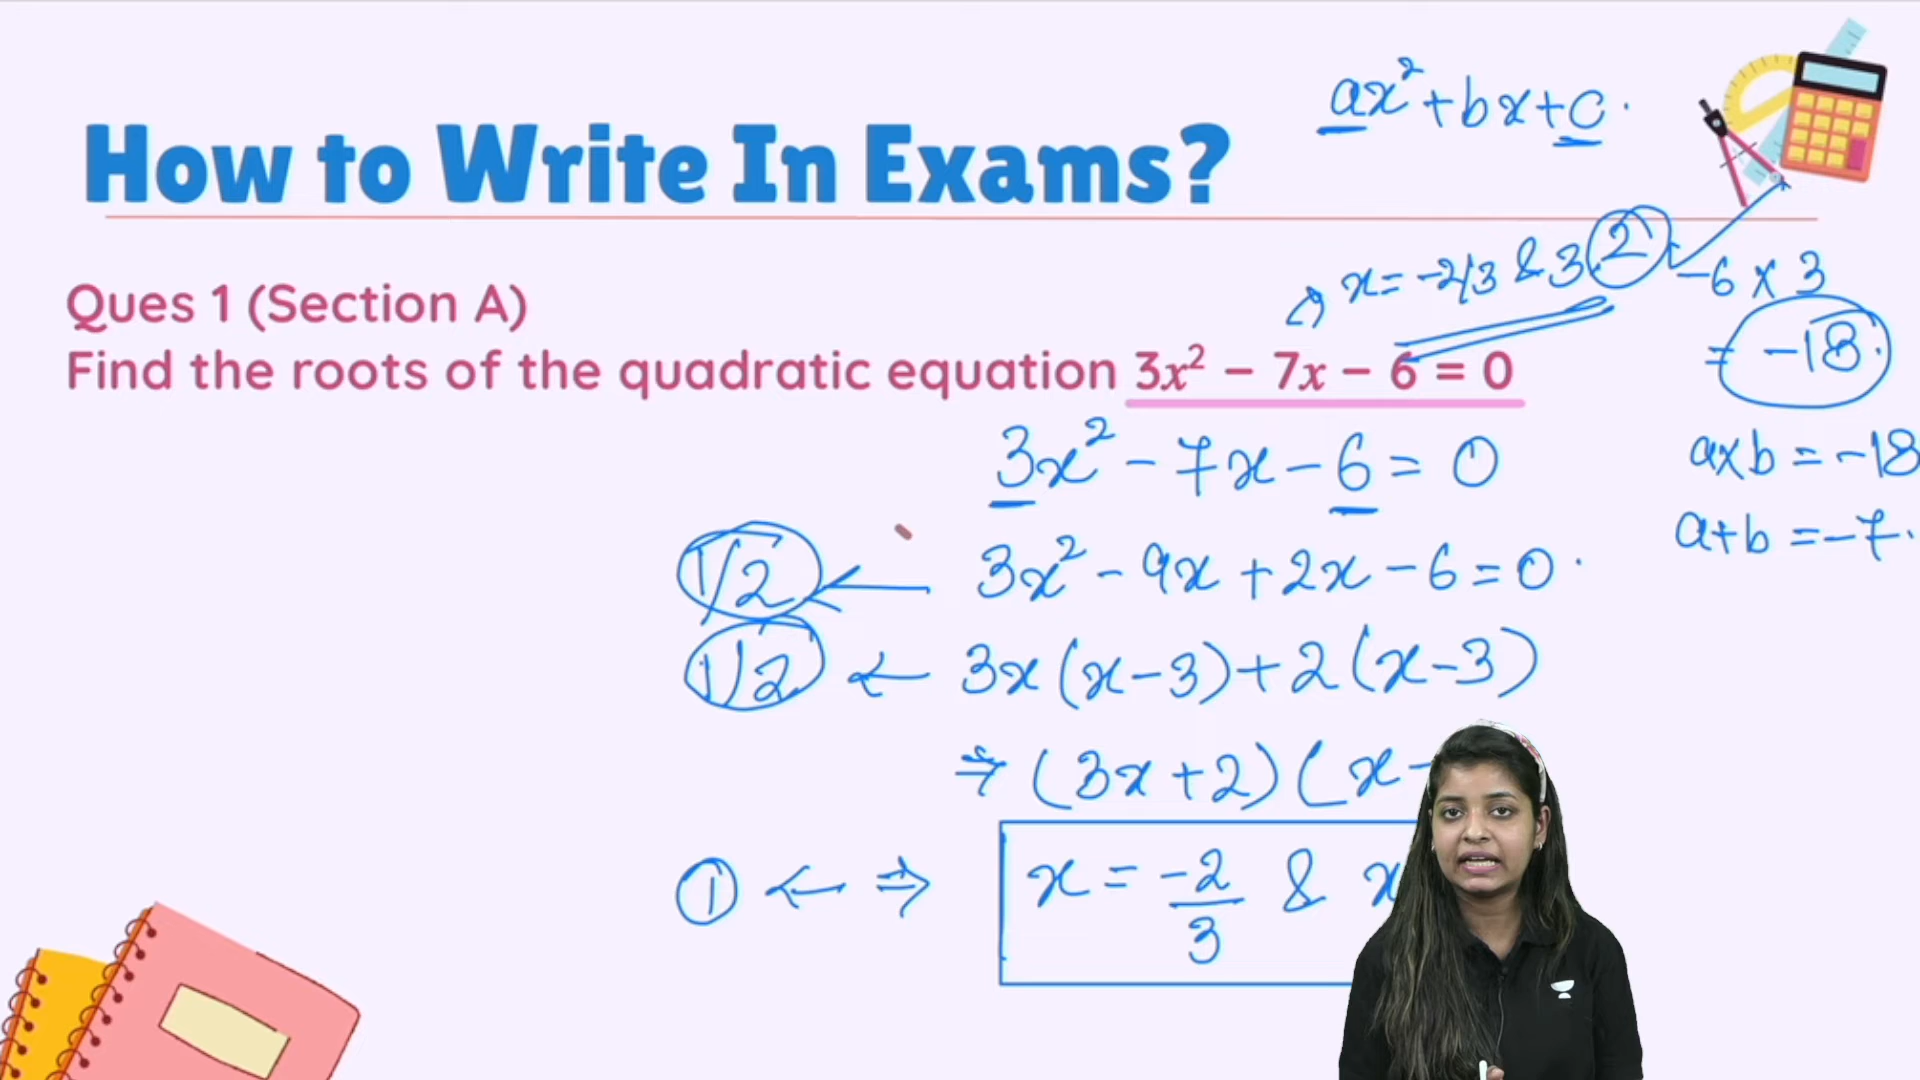 How to Write In Exams?
ax² + bx + c.
Ques 1 (Section A)
Find the roots of the quadratic equation 3x² − 7x − 6 = 0
x = -2/3 & 3
2
-6 × 3
= -18.
a×b = -18
a+b = -7.
3x² - 7x - 6 = 0
1/2 ← 3x² - 9x + 2x - 6 = 0.
1/2 ← 3x(x-3) + 2(x-3)
⇒ (3x+2)(x-
1 ← ⇒ x = -2/3 & x